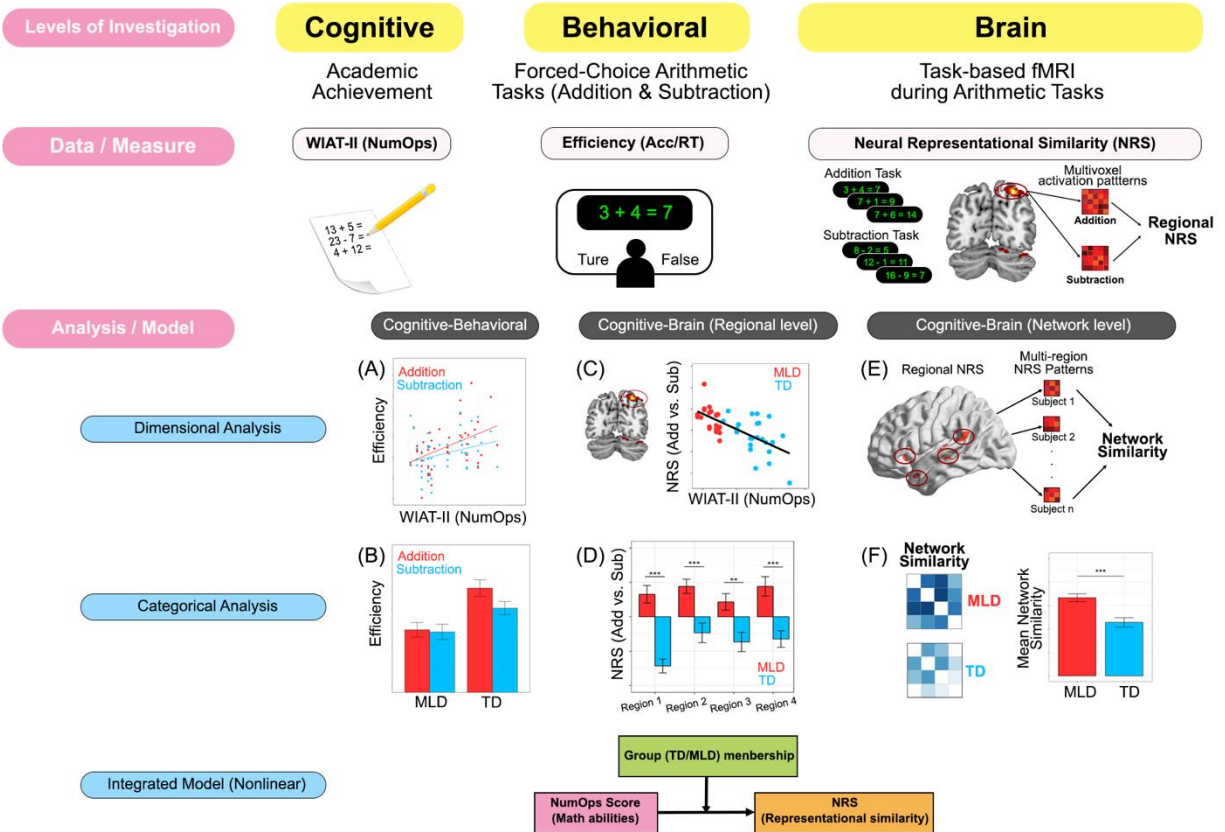 Levels of Investigation
Cognitive
Behavioral
Brain
Academic
Achievement
Forced-Choice Arithmetic
Tasks (Addition & Subtraction)
Task-based fMRI
during Arithmetic Tasks
Data / Measure
WIAT-II (NumOps)
Efficiency (Acc/RT)
Neural Representational Similarity (NRS)
13 + 5 =
23 - 7 =
4 + 12 =
3 + 4 = 7
Ture
False
Addition Task
3 + 4 = 7
7 + 1 = 9
7 + 6 = 14
Subtraction Task
8 - 2 = 5
12 - 1 = 11
16 - 9 = 7
Multivoxel
activation patterns
Addition
Subtraction
Regional
NRS
Analysis / Model
Cognitive-Behavioral
Cognitive-Brain (Regional level)
Cognitive-Brain (Network level)
Dimensional Analysis
(A)
Addition
Subtraction
Efficiency
WIAT-II (NumOps)
(C)
MLD
TD
NRS (Add vs. Sub)
WIAT-II (NumOps)
(E)
Regional NRS
Multi-region
NRS Patterns
Subject 1
Subject 2
.
.
.
Subject n
Network
Similarity
Categorical Analysis
(B)
Addition
Subtraction
Efficiency
MLD
TD
(D)
NRS (Add vs. Sub)
***
***
**
***
MLD
TD
Region 1
Region 2
Region 3
Region 4
(F)
Network
Similarity
MLD
TD
Mean Network
Similarity
***
MLD
TD
Integrated Model (Nonlinear)
Group (TD/MLD) menbership
NumOps Score
(Math abilities)
NRS
(Representational similarity)